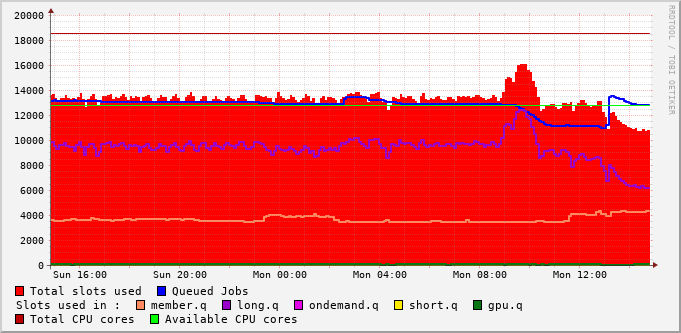 20000
18000
16000
14000
12000
10000
8000
6000
4000
2000
0
Sun 16:00 Sun 20:00 Mon 00:00 Mon 04:00 Mon 08:00 Mon 12:00
Total slots used Queued Jobs
Slots used in : member.q long.q ondemand.q short.q gpu.q
Total CPU cores Available CPU cores
RRDTOOL / TOBI OETIKER